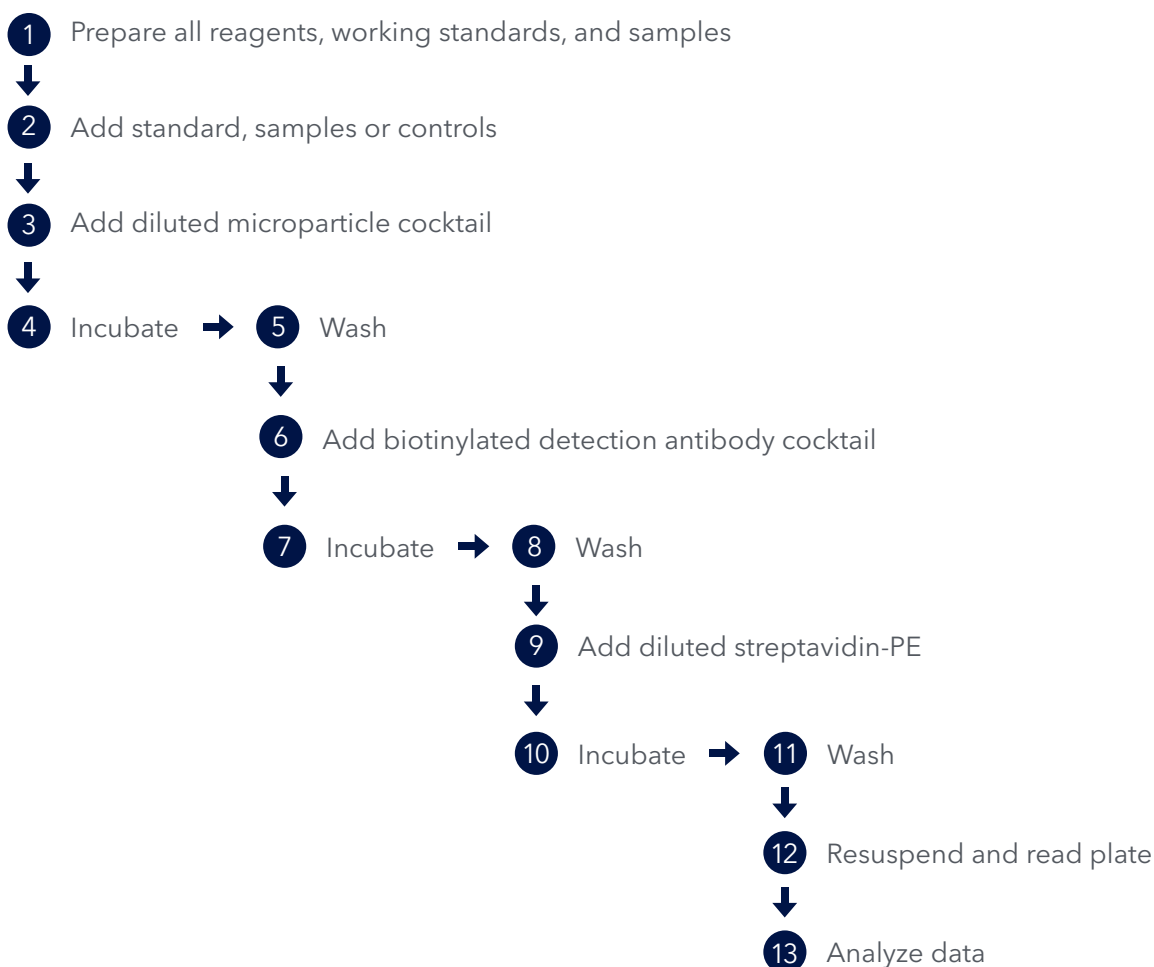 1 Prepare all reagents, working standards, and samples
2 Add standard, samples or controls
3 Add diluted microparticle cocktail
4 Incubate
5 Wash
6 Add biotinylated detection antibody cocktail
7 Incubate
8 Wash
9 Add diluted streptavidin-PE
10 Incubate
11 Wash
12 Resuspend and read plate
13 Analyze data